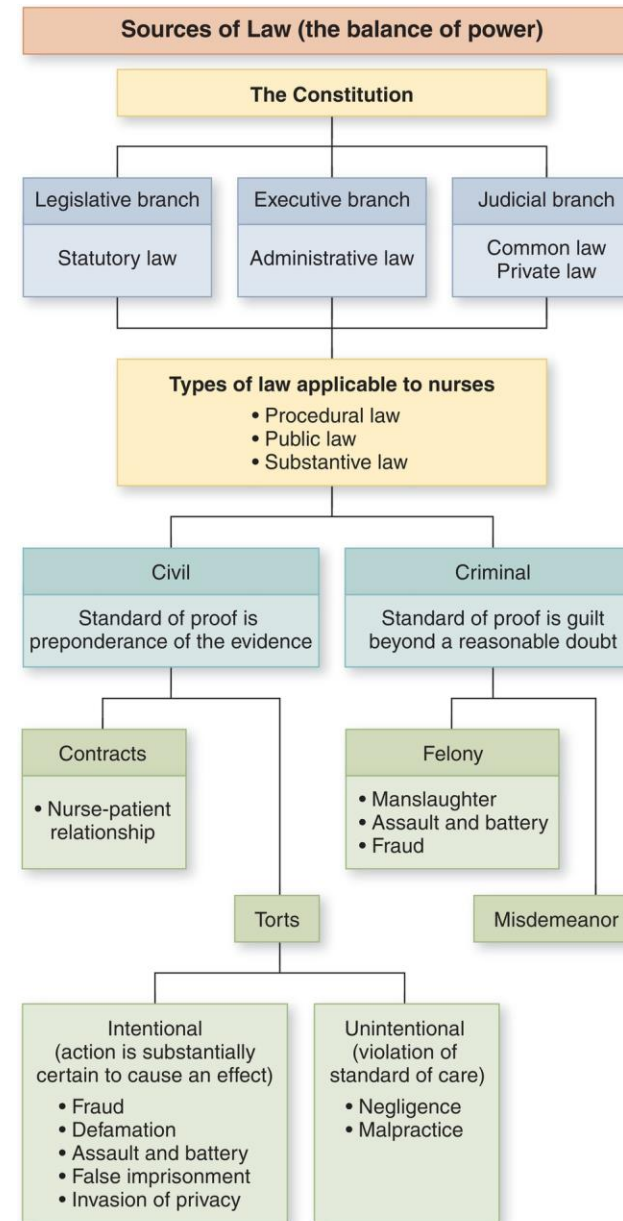 Sources of Law (the balance of power)
The Constitution
Legislative branch
Statutory law
Executive branch
Administrative law
Judicial branch
Common law
Private law
Types of law applicable to nurses
• Procedural law
• Public law
• Substantive law
Civil
Standard of proof is
preponderance of the evidence
Criminal
Standard of proof is guilt
beyond a reasonable doubt
Contracts
• Nurse-patient
relationship
Felony
• Manslaughter
• Assault and battery
• Fraud
Torts
Misdemeanor
Intentional
(action is substantially
certain to cause an effect)
• Fraud
• Defamation
• Assault and battery
• False imprisonment
• Invasion of privacy
Unintentional
(violation of
standard of care)
• Negligence
• Malpractice